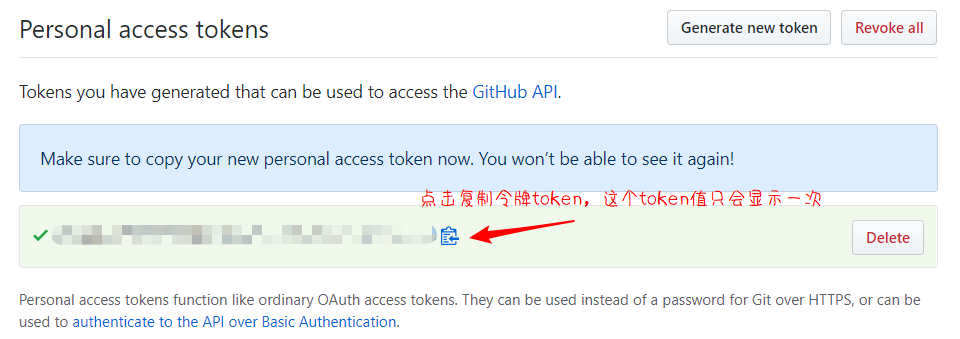 Personal access tokens
Generate new token
Revoke all
Tokens you have generated that can be used to access the GitHub API.
Make sure to copy your new personal access token now. You won’t be able to see it again!
点击复制令牌token，这个token值只会显示一次
Delete
Personal access tokens function like ordinary OAuth access tokens. They can be used instead of a password for Git over HTTPS, or can be
used to authenticate to the API over Basic Authentication.